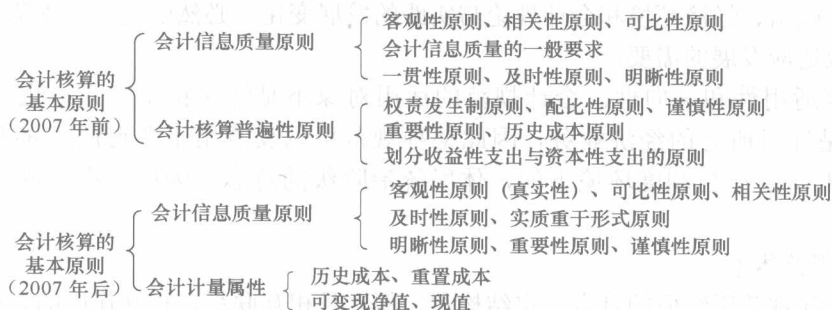 会计核算的
基本原则
（2007 年前）
会计信息质量原则
客观性原则、相关性原则、可比性原则
会计信息质量的一般要求
一贯性原则、及时性原则、明晰性原则
会计核算普遍性原则
权责发生制原则、配比性原则、谨慎性原则
重要性原则、历史成本原则
划分收益性支出与资本性支出的原则
会计核算的
基本原则
（2007 年后）
会计信息质量原则
客观性原则（真实性）、可比性原则、相关性原则
及时性原则、实质重于形式原则
明晰性原则、重要性原则、谨慎性原则
会计计量属性
历史成本、重置成本
可变现净值、现值